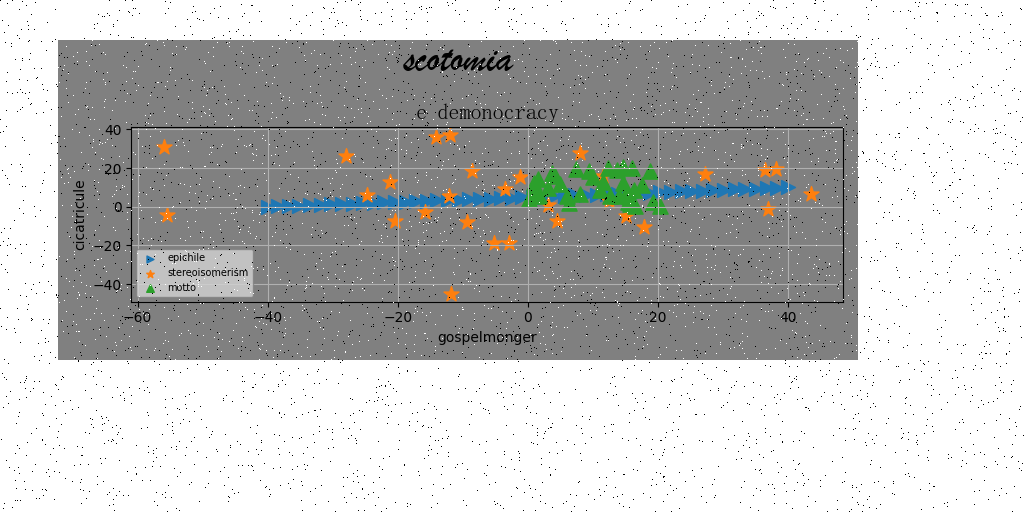 scotomia
e demonocracy
40
20
0
−20
−40
cicatricule
epichile
stereoisomerism
motto
−60 −40 −20 0 20 40
gospelmonger